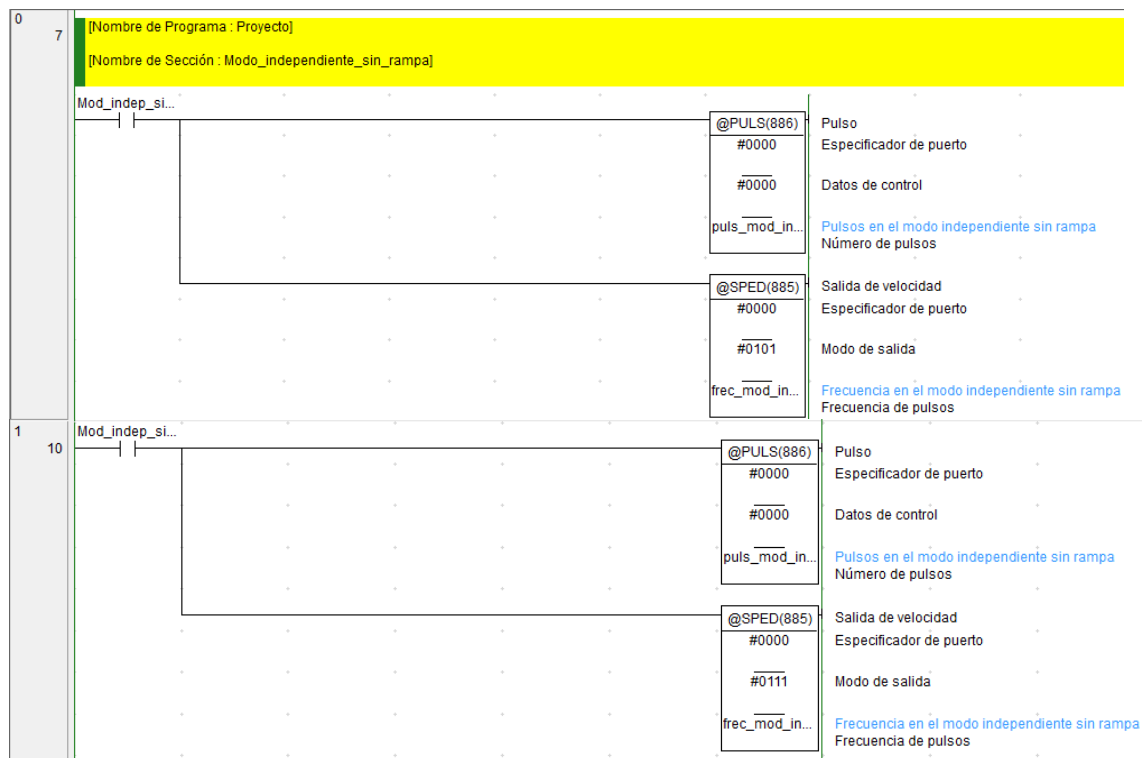 0
7
[Nombre de Programa : Proyecto]
[Nombre de Sección : Modo_independiente_sin_rampa]
Mod_indep_si...
@PULS(886) Pulso
#0000 Especificador de puerto
#0000 Datos de control
puls_mod_in... Pulsos en el modo independiente sin rampa
Número de pulsos
@SPED(885) Salida de velocidad
#0000 Especificador de puerto
#0101 Modo de salida
frec_mod_in... Frecuencia en el modo independiente sin rampa
Frecuencia de pulsos
1
10
Mod_indep_si...
@PULS(886) Pulso
#0000 Especificador de puerto
#0000 Datos de control
puls_mod_in... Pulsos en el modo independiente sin rampa
Número de pulsos
@SPED(885) Salida de velocidad
#0000 Especificador de puerto
#0111 Modo de salida
frec_mod_in... Frecuencia en el modo independiente sin rampa
Frecuencia de pulsos